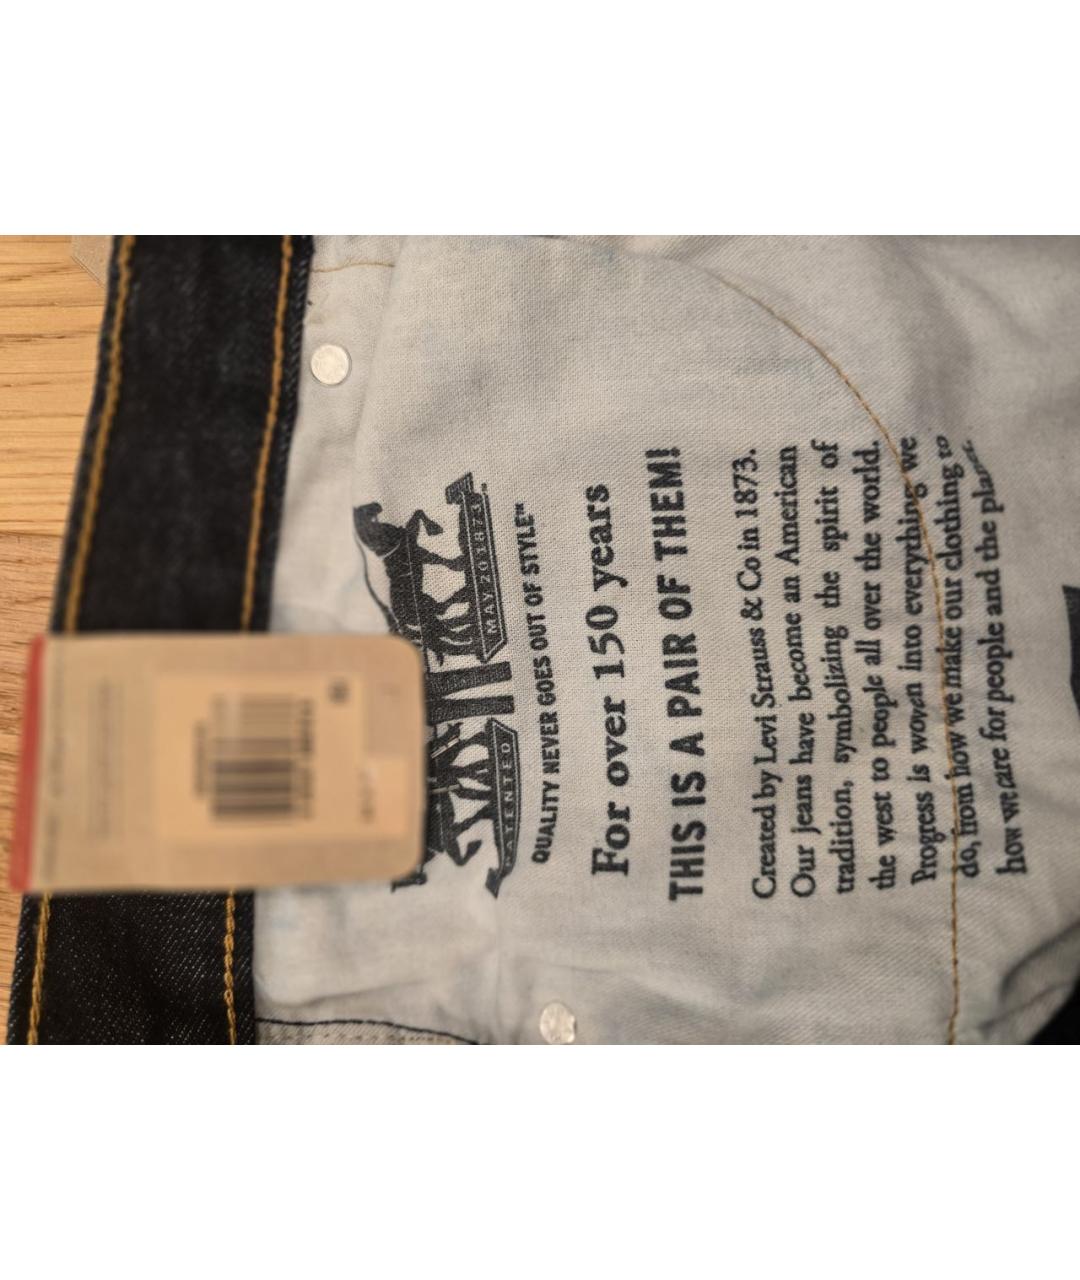 PATENTED
MAY 20 1873
QUALITY NEVER GOES OUT OF STYLE™
For over 150 years
THIS IS A PAIR OF THEM!
Created by Levi Strauss & Co in 1873.
Our jeans have become an American
tradition, symbolizing the spirit of
the west to people all over the world.
Progress is woven into everything we
do, from how we make our clothing to
how we are for people and the planet.